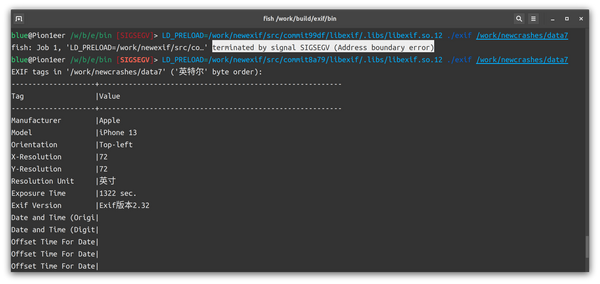 fish /work/build/exif/bin
blue@Pion1eer /w/b/e/bin [SIGSEGV]> LD_PRELOAD=/work/newexif/src/commit99df/libexif/.libs/libexif.so.12 ./exif /work/newcrashes/data7
fish: Job 1, 'LD_PRELOAD=/work/newexif/src/co…' terminated by signal SIGSEGV (Address boundary error)
blue@Pion1eer /w/b/e/bin [SIGSEGV]> LD_PRELOAD=/work/newexif/src/commit8a79/libexif/.libs/libexif.so.12 ./exif /work/newcrashes/data7
EXIF tags in '/work/newcrashes/data7' ('英特尔' byte order):
--------------------+----------------------------------------------------------
Tag                 |Value
--------------------+----------------------------------------------------------
Manufacturer        |Apple
Model               |iPhone 13
Orientation         |Top-left
X-Resolution        |72
Y-Resolution        |72
Resolution Unit     |英寸
Exposure Time       |1322 sec.
Exif Version        |Exif版本2.32
Date and Time (Origi|
Date and Time (Digit|
Offset Time For Date|
Offset Time For Date|
Offset Time For Date|